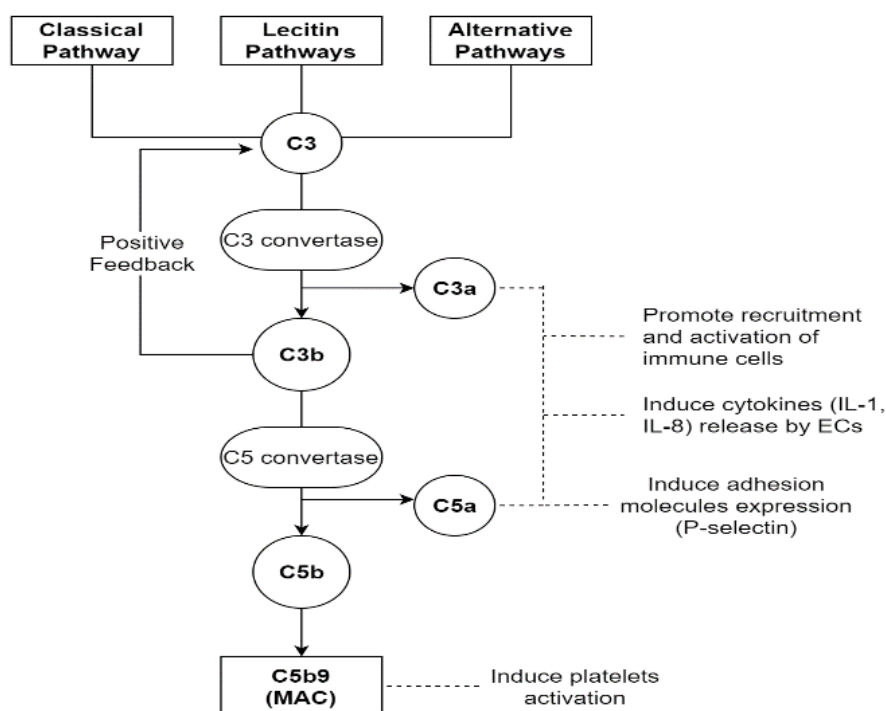 Classical
Pathway
Lecitin
Pathways
Alternative
Pathways
C3
C3 convertase
Positive
Feedback
C3a
Promote recruitment
and activation of
immune cells
C3b
Induce cytokines (IL-1,
IL-8) release by ECs
C5 convertase
C5a
Induce adhesion
molecules expression
(P-selectin)
C5b
C5b9
(MAC)
Induce platelets
activation